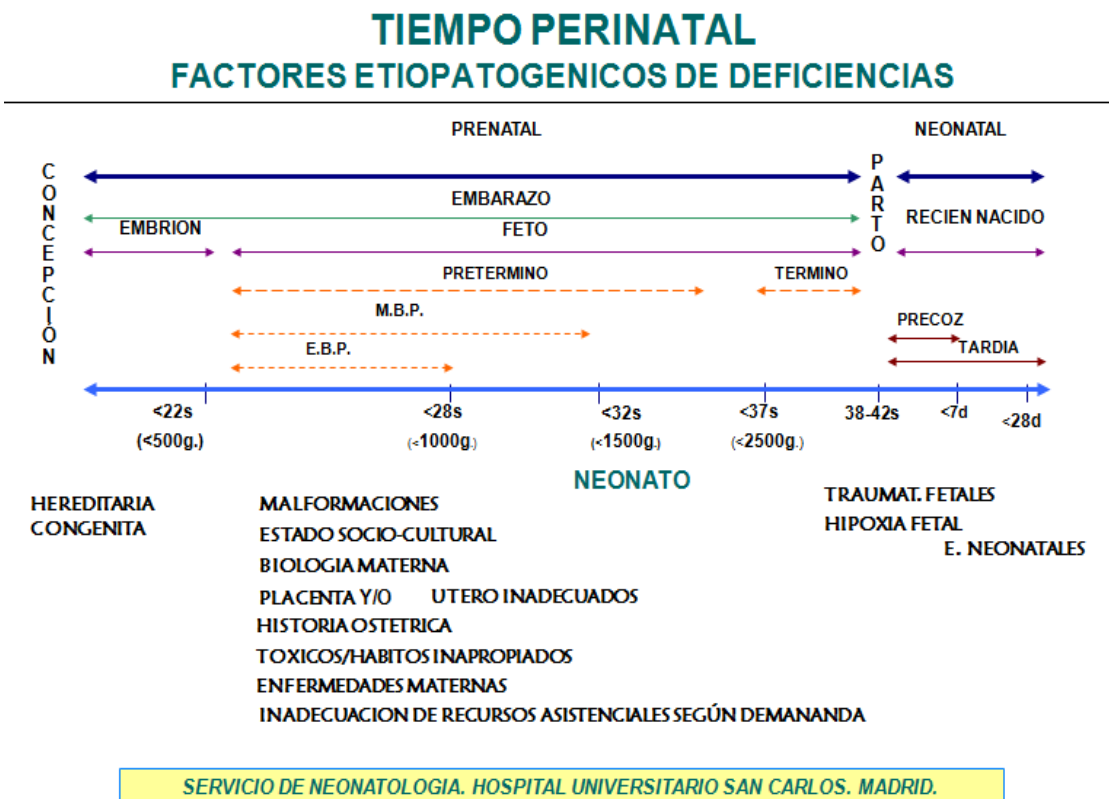 TIEMPO PERINATAL
FACTORES ETIOPATOGENICOS DE DEFICIENCIAS
PRENATAL
NEONATAL
CONCEPCIÓN
PARTO
EMBARAZO
EMBRION
FETO
RECIEN NACIDO
PRETERMINO
TERMINO
M.B.P.
PRECOZ
E.B.P.
TARDIA
<22s
<28s
<32s
<37s
38-42s
<7d
<28d
(<500g.)
(<1000g.)
(<1500g.)
(<2500g.)
NEONATO
HEREDITARIA
CONGENITA
MALFORMACIONES
ESTADO SOCIO-CULTURAL
BIOLOGIA MATERNA
PLACENTA Y/O UTERO INADECUADOS
HISTORIA OSTETRICA
TOXICOS/HABITOS INAPROPIADOS
ENFERMEDADES MATERNAS
INADECUACION DE RECURSOS ASISTENCIALES SEGÚN DEMANANDA
TRAUMAT. FETALES
HIPOXIA FETAL
E. NEONATALES
SERVICIO DE NEONATOLOGIA. HOSPITAL UNIVERSITARIO SAN CARLOS. MADRID.